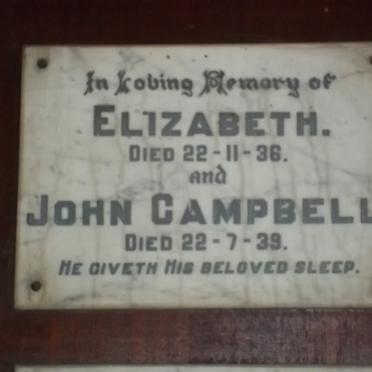 In Loving Memory of
ELIZABETH.
DIED 22-11-36.
and
JOHN CAMPBELL
DIED 22-7-39.
HE GIVETH HIS BELOVED SLEEP.